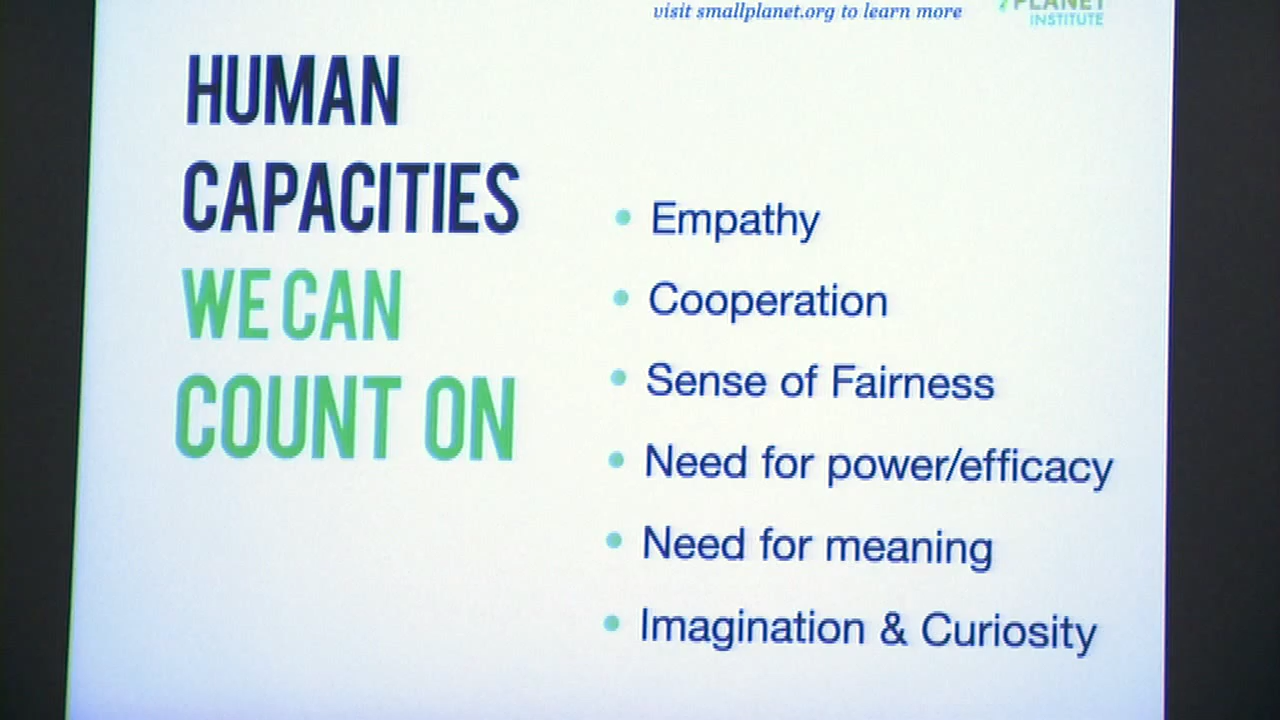 visit smallplanet.org to learn more
PLANET
INSTITUTE
HUMAN
CAPACITIES
WE CAN
COUNT ON
• Empathy
• Cooperation
• Sense of Fairness
• Need for power/efficacy
• Need for meaning
• Imagination & Curiosity